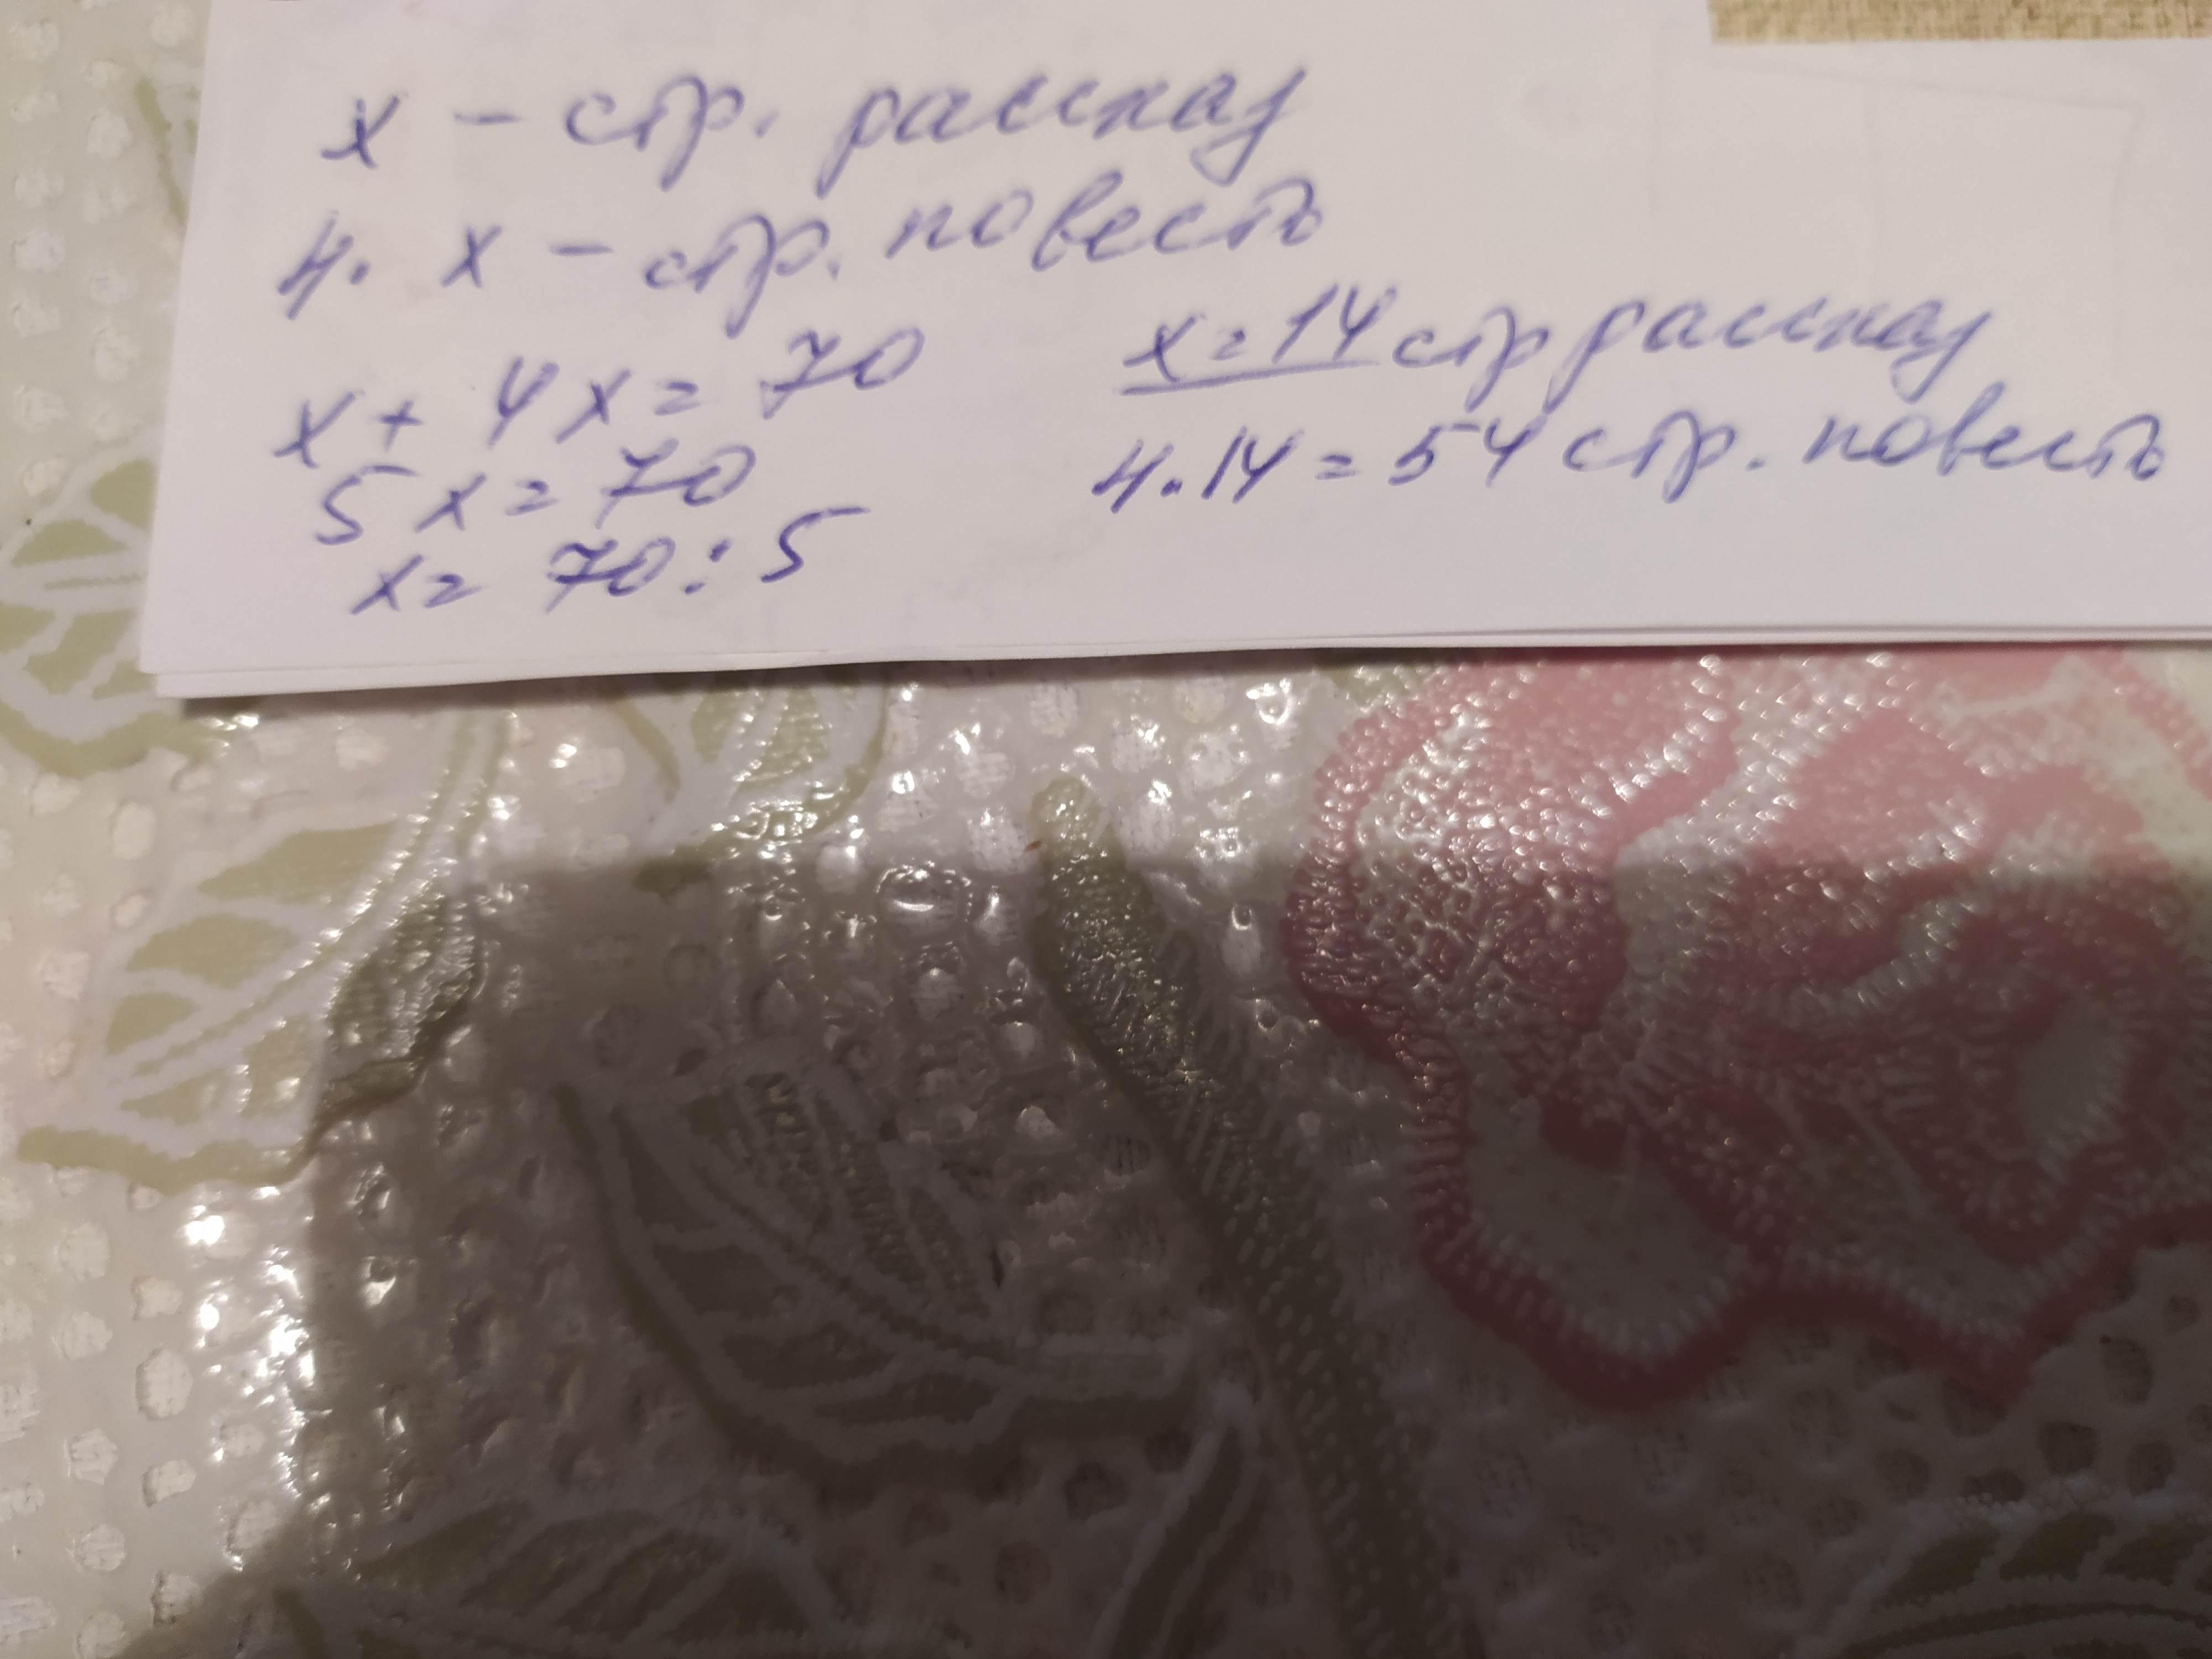 x - стр. рассказ
4. x - стр. повесть
x + 4x = 70
5x = 70
x = 70 : 5
x = 14 стр рассказ
4.14 = 54 стр. повесть